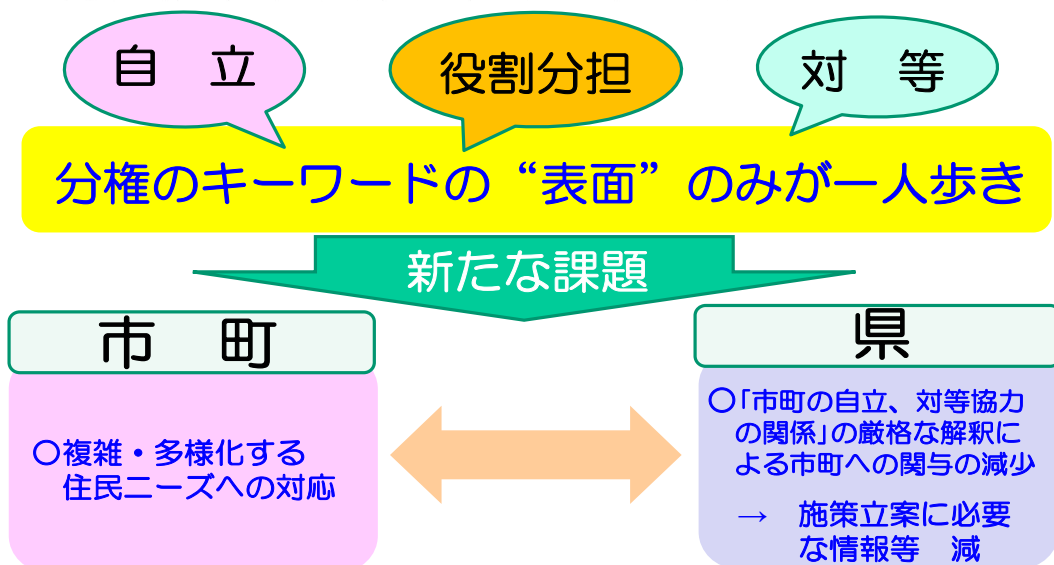 自　立
役割分担
対　等
分権のキーワードの“表面”のみが一人歩き
新たな課題
市　町
○複雑・多様化する
住民ニーズへの対応
県
○「市町の自立、対等協力
の関係」の厳格な解釈に
よる市町への関与の減少
→　施策立案に必要
な情報等　減